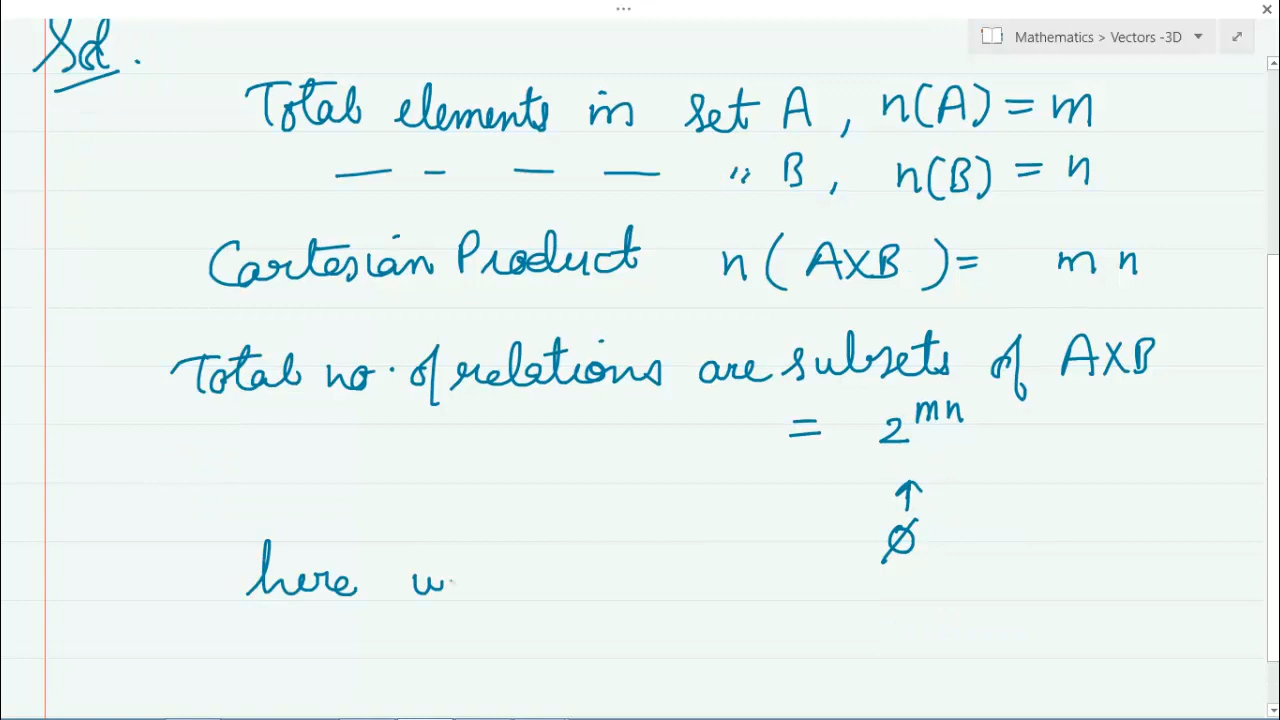 Mathematics > Vectors -3D
Sol.
Total elements in set A , n(A) = m
— - — — " B , n(B) = n
Cartesian Product n ( A×B ) = m n
Total no. of relations are subsets of A×B
= 2^mn
↑
∅
here w